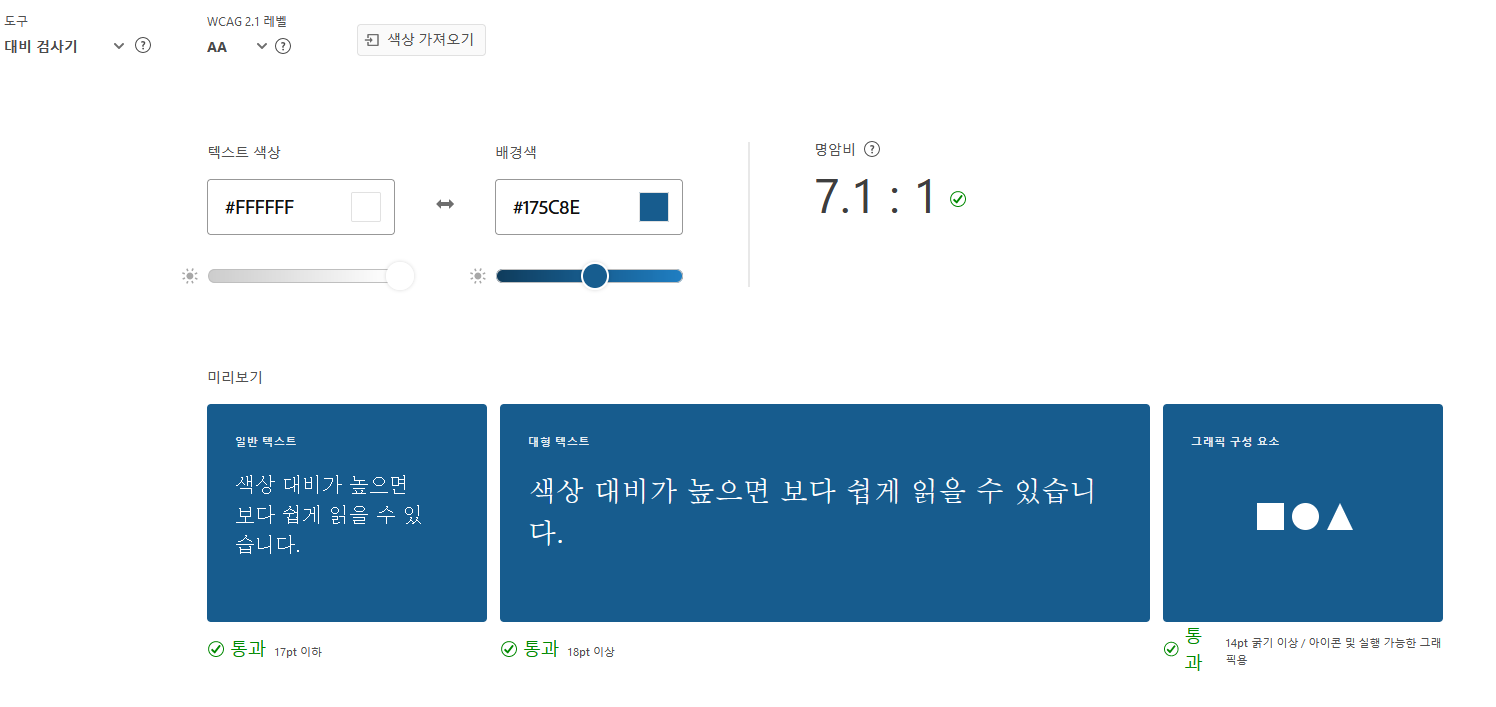 도구
대비 검사기
WCAG 2.1 레벨
AA
색상 가져오기
텍스트 색상
#FFFFFF
배경색
#175C8E
명암비
7.1 : 1
미리보기
일반 텍스트
색상 대비가 높으면
보다 쉽게 읽을 수 있
습니다.
통과 17pt 이하
대형 텍스트
색상 대비가 높으면 보다 쉽게 읽을 수 있습니
다.
통과 18pt 이상
그래픽 구성 요소
통
과
14pt 굵기 이상 / 아이콘 및 실행 가능한 그래
픽용